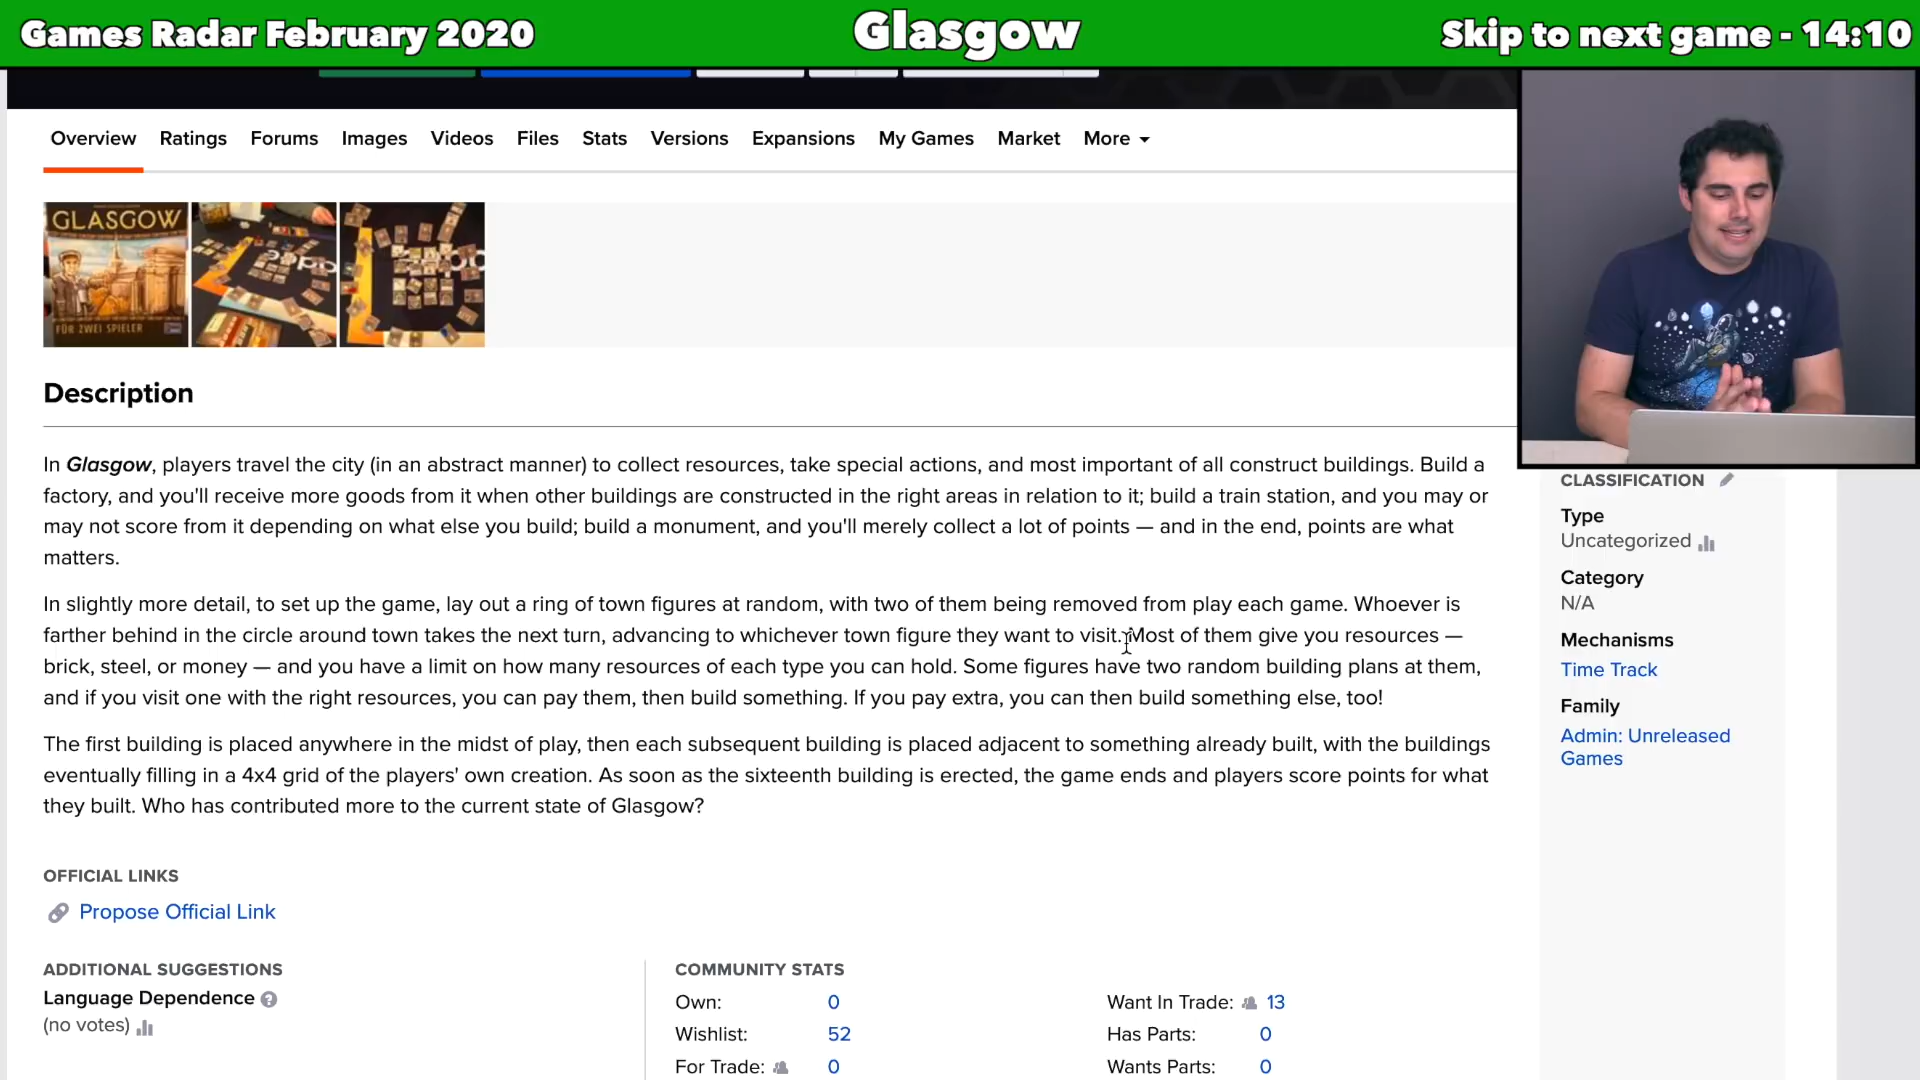 Games Radar February 2020
Glasgow
Skip to next game - 14:10
Overview
Ratings
Forums
Images
Videos
Files
Stats
Versions
Expansions
My Games
Market
More
GLASGOW
FÜR ZWEI SPIELER
Description
In Glasgow, players travel the city (in an abstract manner) to collect resources, take special actions, and most important of all construct buildings. Build a
factory, and you'll receive more goods from it when other buildings are constructed in the right areas in relation to it; build a train station, and you may or
may not score from it depending on what else you build; build a monument, and you'll merely collect a lot of points — and in the end, points are what
matters.
In slightly more detail, to set up the game, lay out a ring of town figures at random, with two of them being removed from play each game. Whoever is
farther behind in the circle around town takes the next turn, advancing to whichever town figure they want to visit. Most of them give you resources —
brick, steel, or money — and you have a limit on how many resources of each type you can hold. Some figures have two random building plans at them,
and if you visit one with the right resources, you can pay them, then build something. If you pay extra, you can then build something else, too!
The first building is placed anywhere in the midst of play, then each subsequent building is placed adjacent to something already built, with the buildings
eventually filling in a 4x4 grid of the players' own creation. As soon as the sixteenth building is erected, the game ends and players score points for what
they built. Who has contributed more to the current state of Glasgow?
OFFICIAL LINKS
Propose Official Link
ADDITIONAL SUGGESTIONS
Language Dependence ?
(no votes)
COMMUNITY STATS
Own: 0
Wishlist: 52
For Trade: 0
Want In Trade: 13
Has Parts: 0
Wants Parts: 0
CLASSIFICATION
Type
Uncategorized
Category
N/A
Mechanisms
Time Track
Family
Admin: Unreleased
Games